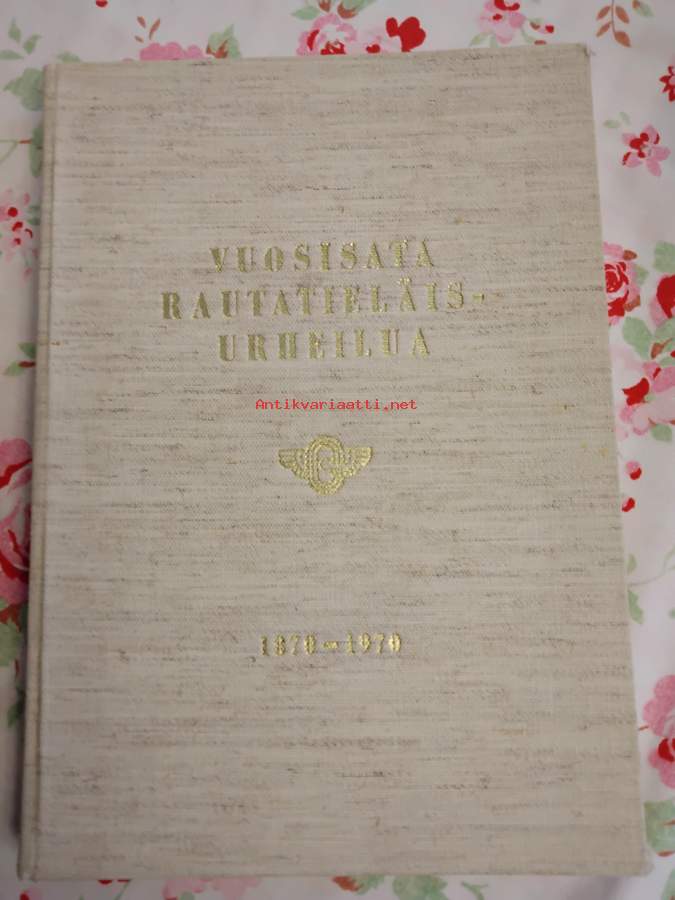 VUOSISATA
RAUTATIELÄIS-
URHEILUA
Antikvariaatti.net
1870-1970